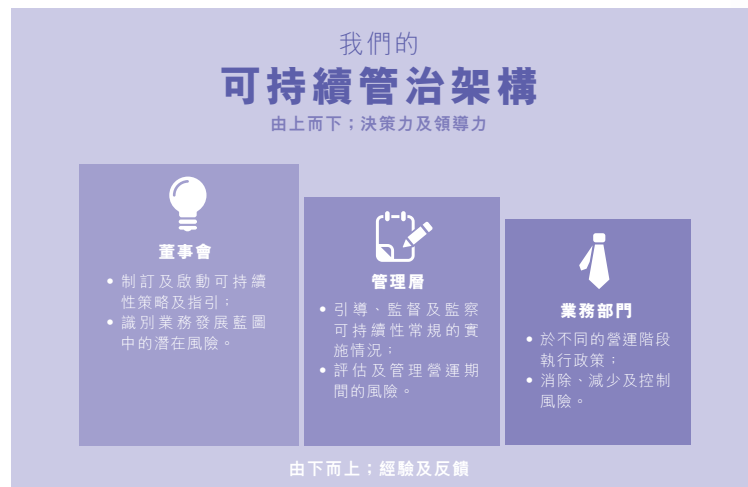 我們的
可持續管治架構
由上而下；決策力及領導力
董事會
• 制訂及啟動可持續
性策略及指引；
• 識別業務發展藍圖
中的潛在風險。
管理層
• 引導、監督及監察
可持續性常規的實
施情況；
• 評估及管理營運期
間的風險。
業務部門
• 於不同的營運階段
執行政策；
• 消除、減少及控制
風險。
由下而上；經驗及反饋